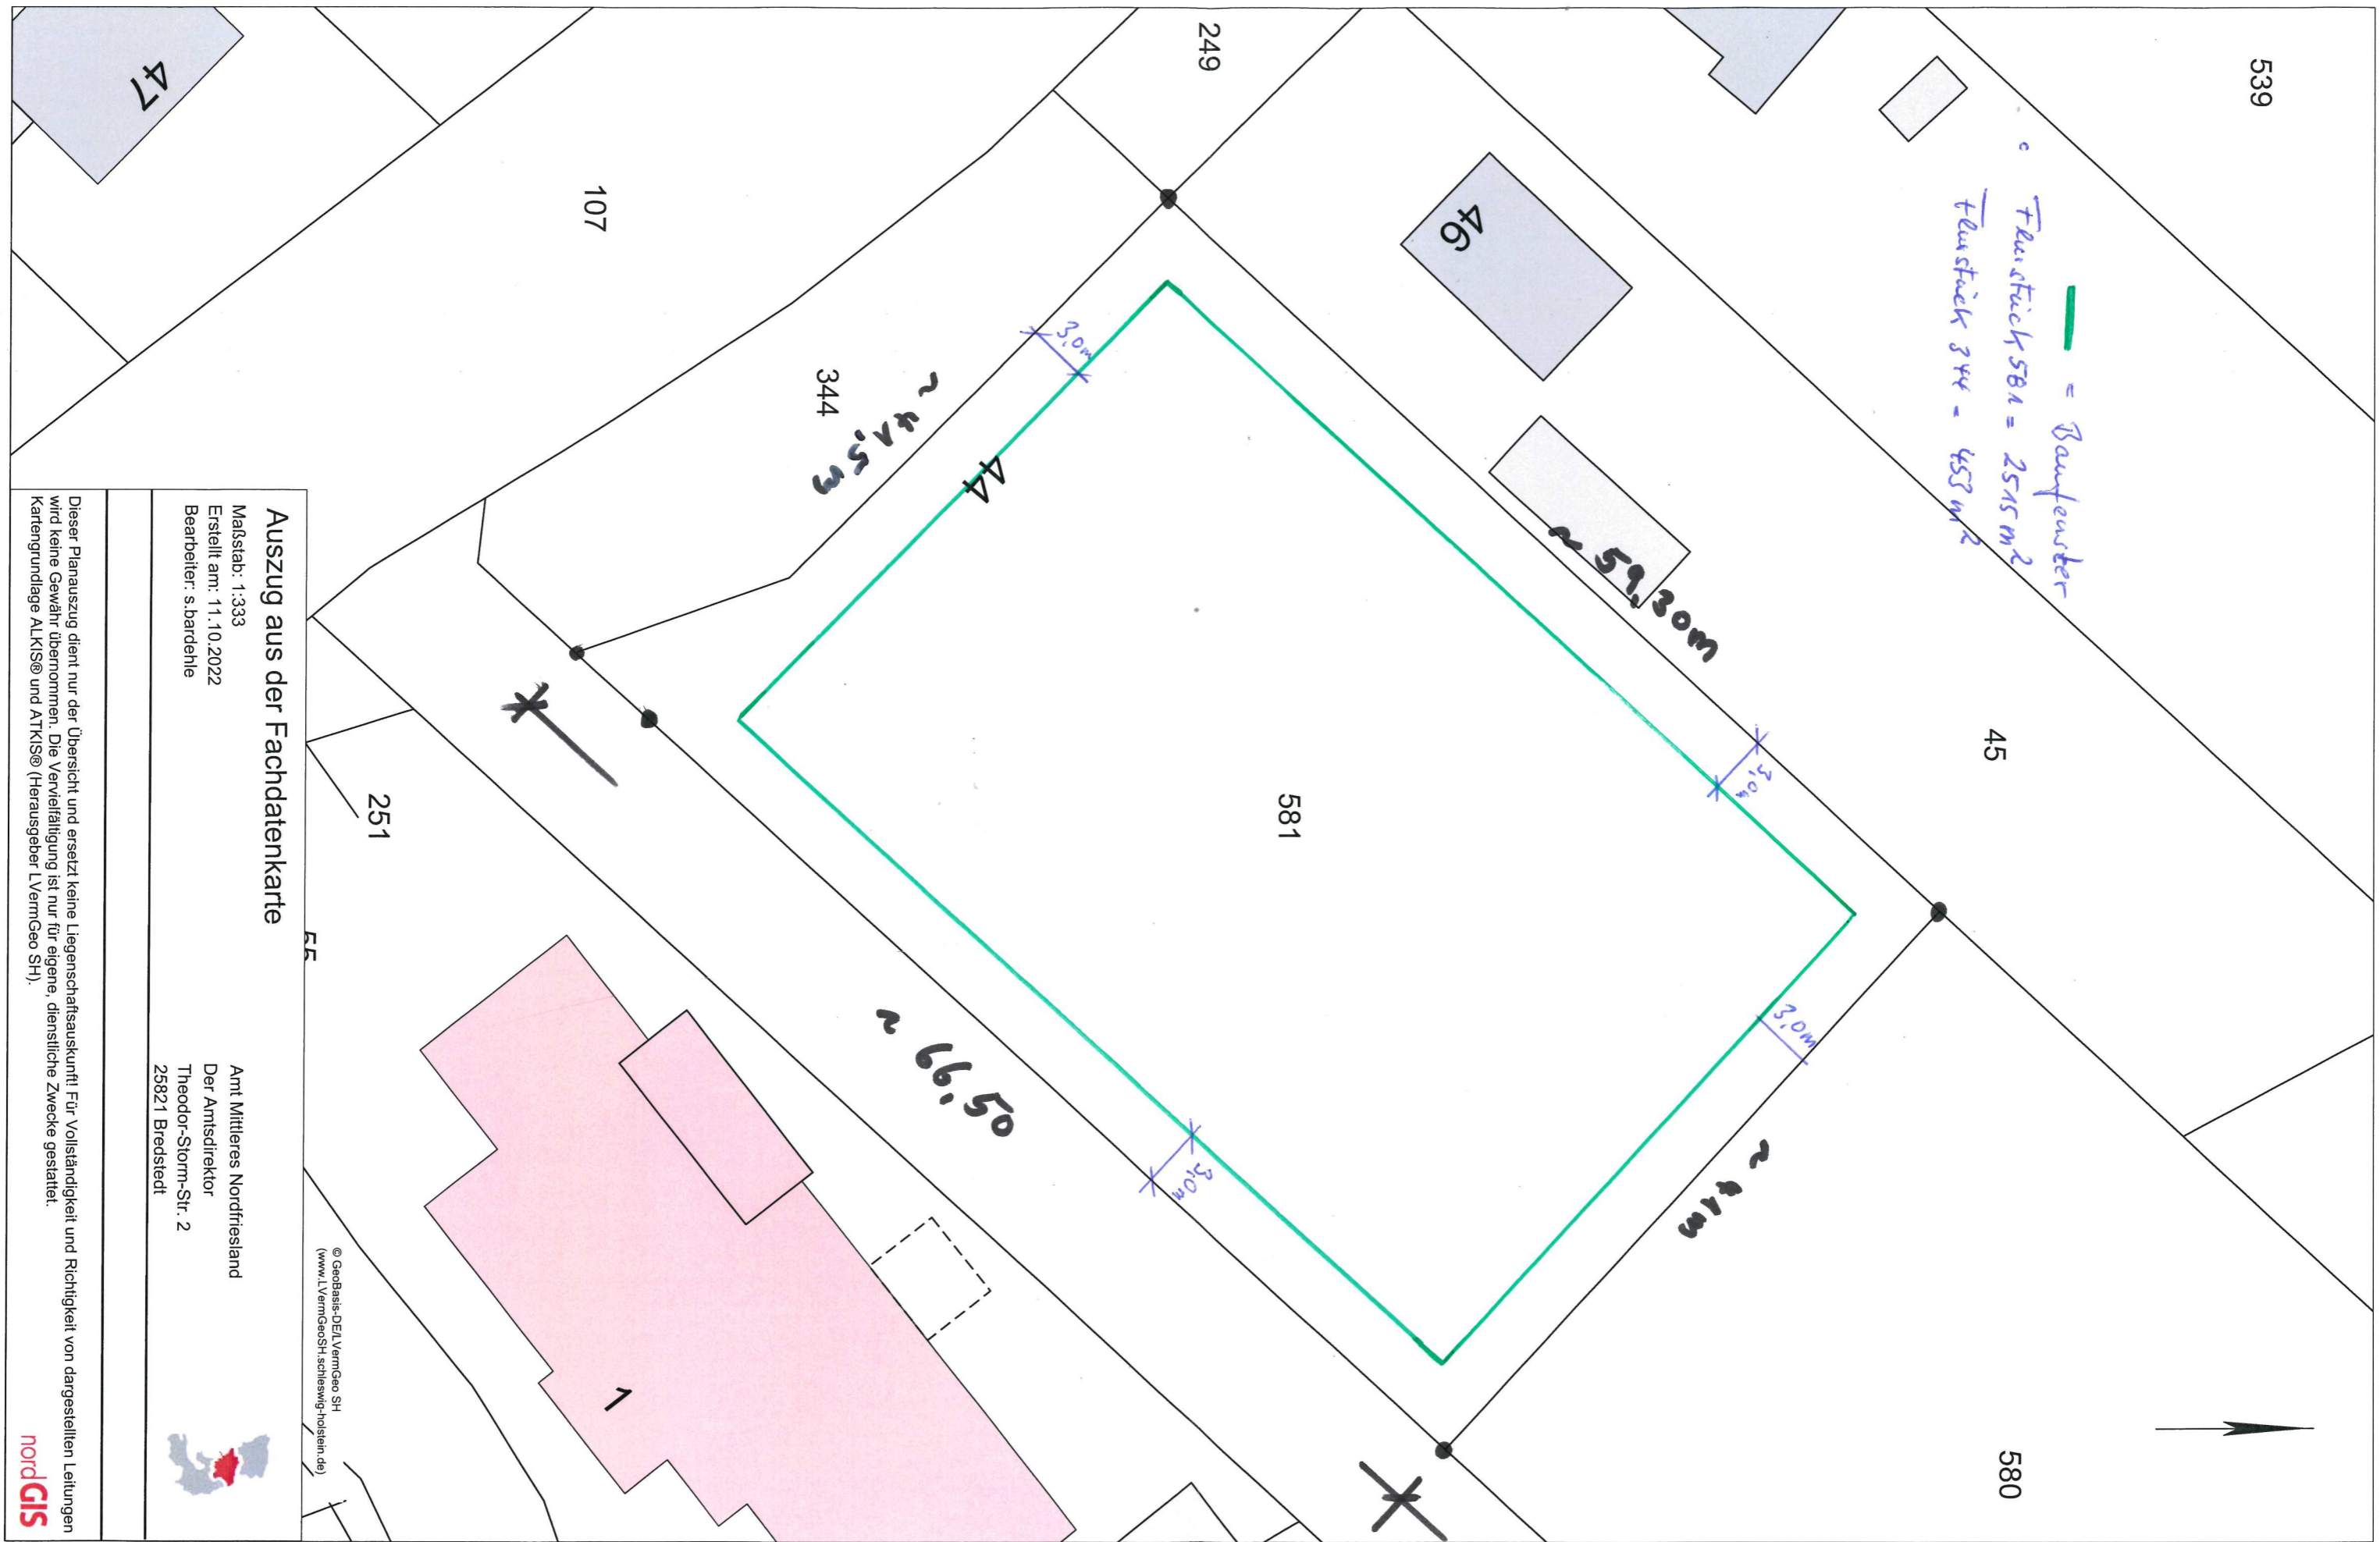 = Baufenster
Flurstück 581 = 2515 m²
Flurstück 344 = 453 m²
539
249
47
46
107
344
~ 41,5m
44
~ 59,30m
3,0m
3,0m
45
581
3,0m
3,0m
~ 66,50
~ 41m
251
55
580
1
Auszug aus der Fachdatenkarte
Maßstab: 1:333
Erstellt am: 11.10.2022
Bearbeiter: s.bardehle
Amt Mittleres Nordfriesland
Der Amtsdirektor
Theodor-Storm-Str. 2
25821 Bredstedt
© GeoBasis-DE/LVermGeo SH
(www.LVermGeoSH.schleswig-holstein.de)
Dieser Planauszug dient nur der Übersicht und ersetzt keine Liegenschaftsauskunft! Für Vollständigkeit und Richtigkeit von dargestellten Leitungen
wird keine Gewähr übernommen. Die Vervielfältigung ist nur für eigene, dienstliche Zwecke gestattet.
Kartengrundlage ALKIS® und ATKIS® (Herausgeber LVermGeo SH).
nordGIS